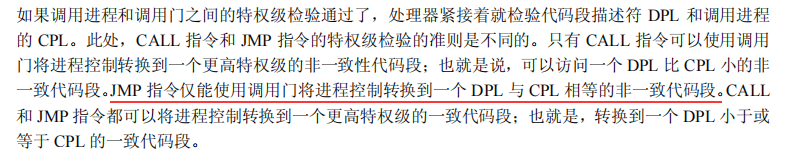 如果调用进程和调用门之间的特权级检验通过了，处理器紧接着就检验代码段描述符 DPL 和调用进程
的 CPL。此处，CALL 指令和 JMP 指令的特权级检验的准则是不同的。只有 CALL 指令可以使用调用
门将进程控制转换到一个更高特权级的非一致性代码段；也就是说，可以访问一个 DPL 比 CPL 小的非
一致代码段。JMP 指令仅能使用调用门将进程控制转换到一个 DPL 与 CPL 相等的非一致代码段。CALL
和 JMP 指令都可以将进程控制转换到一个更高特权级的一致代码段；也就是，转换到一个 DPL 小于或
等于 CPL 的一致代码段。